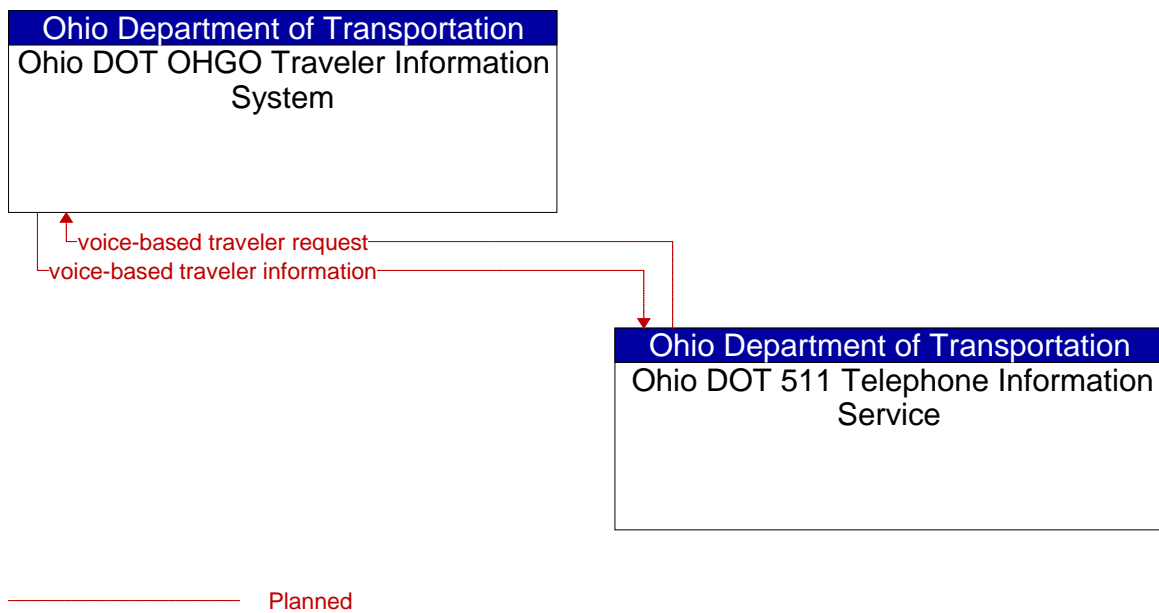 Ohio Department of Transportation
Ohio DOT OHGO Traveler Information
System
voice-based traveler request
voice-based traveler information
Ohio Department of Transportation
Ohio DOT 511 Telephone Information
Service
Planned